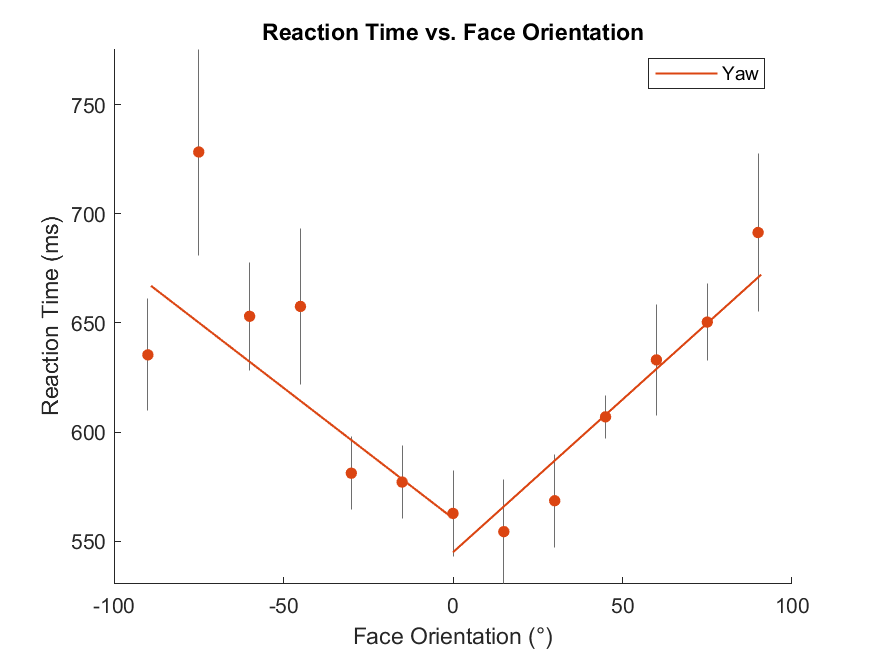 Reaction Time vs. Face Orientation
Yaw
750
700
650
600
550
Reaction Time (ms)
-100
-50
0
50
100
Face Orientation (°)